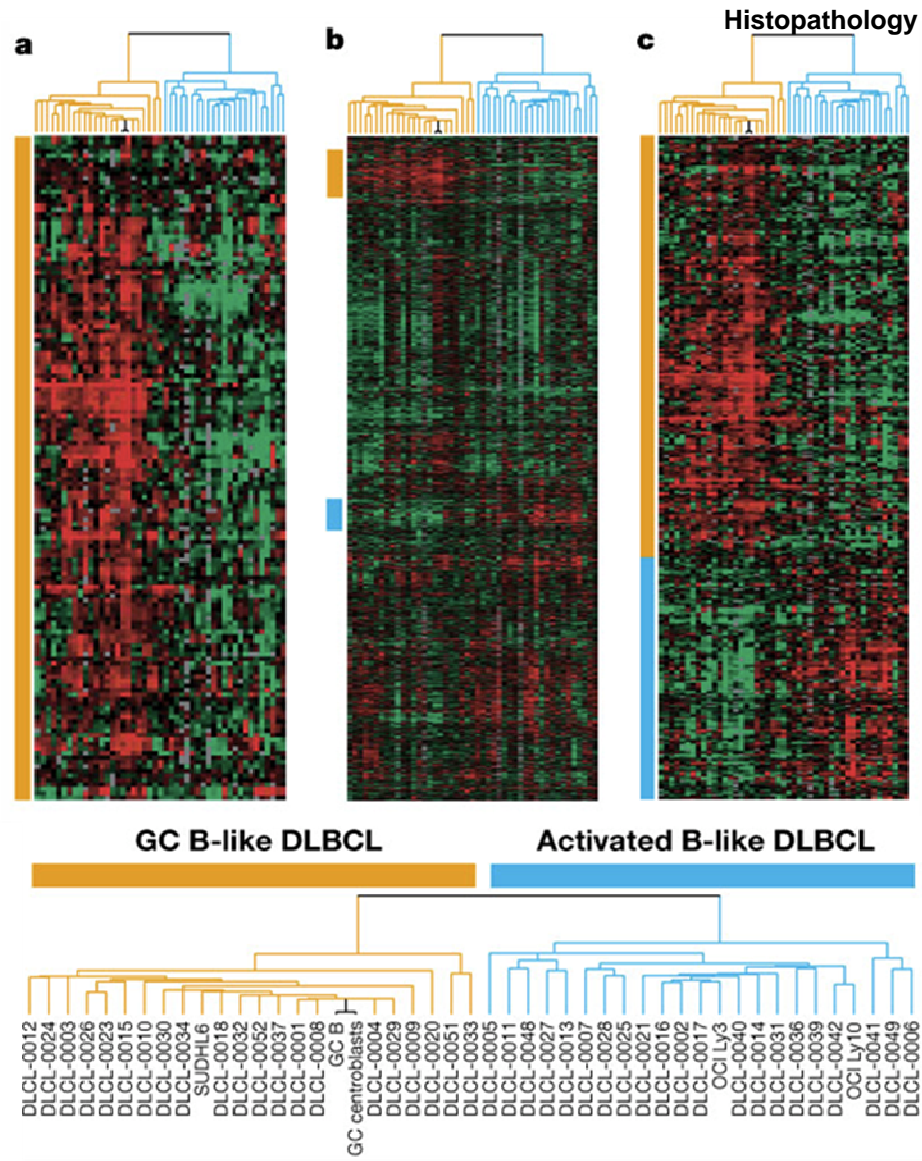 Histopathology
a
b
c
GC B-like DLBCL
Activated B-like DLBCL
DLCL-0012
DLCL-0024
DLCL-0003
DLCL-0026
DLCL-0023
DLCL-0015
DLCL-0010
DLCL-0030
DLCL-0034
SUDHL6
DLCL-0018
DLCL-0032
DLCL-0052
DLCL-0037
DLCL-0001
DLCL-0008
GC B
GC centroblasts
DLCL-0004
DLCL-0029
DLCL-0009
DLCL-0020
DLCL-0051
DLCL-0033
DLCL-0005
DLCL-0011
DLCL-0048
DLCL-0027
DLCL-0013
DLCL-0007
DLCL-0028
DLCL-0025
DLCL-0021
DLCL-0016
DLCL-0002
DLCL-0017
OCI Ly3
CL-0040
DLCL-0014
DLCL-0031
DLCL-0036
DLCL-0039
DLCL-0042
OCI Ly10
CL-0041
DLCL-0049
DLCL-0006